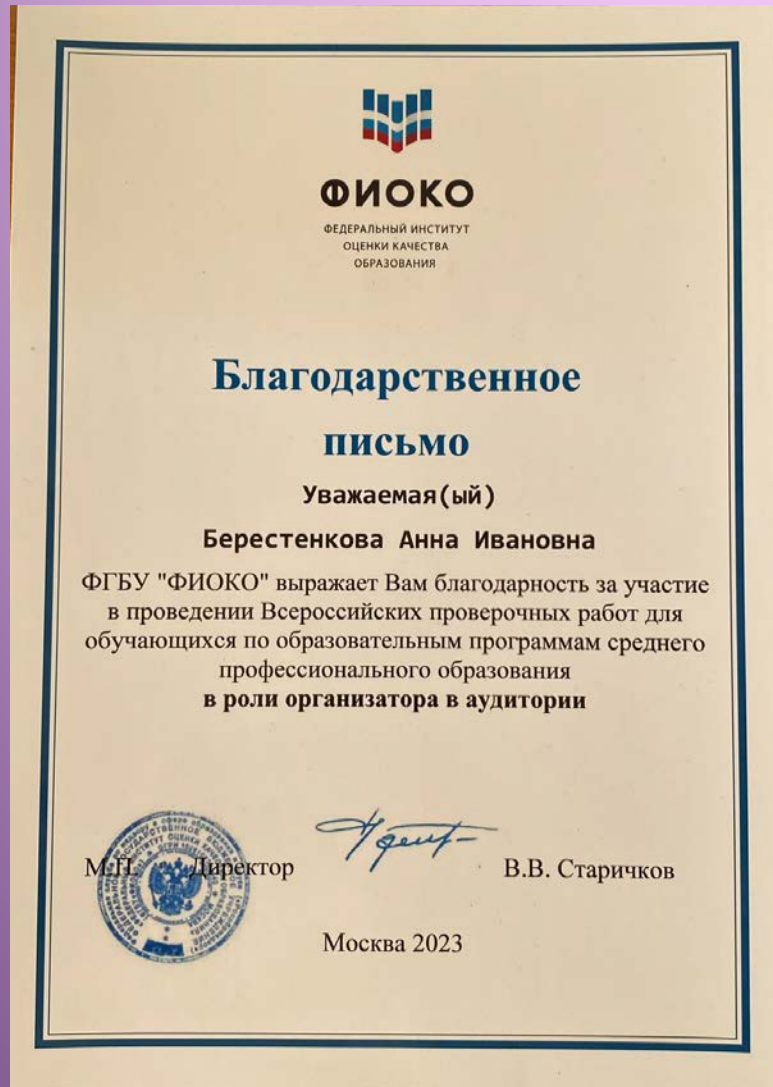 ФИОКО
ФЕДЕРАЛЬНЫЙ ИНСТИТУТ
ОЦЕНКИ КАЧЕСТВА
ОБРАЗОВАНИЯ
Благодарственное
письмо
Уважаемая(ый)
Берестенкова Анна Ивановна
ФГБУ "ФИОКО" выражает Вам благодарность за участие
в проведении Всероссийских проверочных работ для
обучающихся по образовательным программам среднего
профессионального образования
в роли организатора в аудитории
М.П. Директор В.В. Старичков
Москва 2023